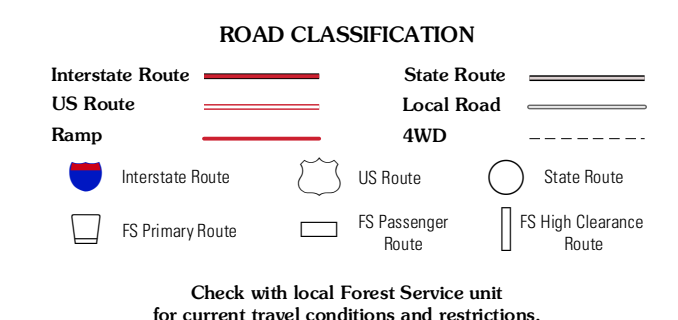 ROAD CLASSIFICATION
Interstate Route
State Route
US Route
Local Road
Ramp
4WD
Interstate Route
US Route
State Route
FS Primary Route
FS Passenger
Route
FS High Clearance
Route
Check with local Forest Service unit
for current travel conditions and restrictions.